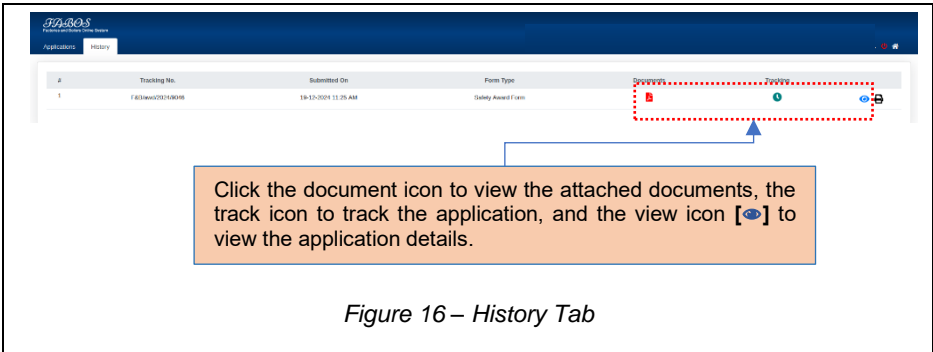 FABOS
Factories and Boilers Online System
Applications History
# Tracking No. Submitted On Form Type Documents Tracking
1 19-12-2024 11:25 AM Safety Award Form
Click the document icon to view the attached documents, the
track icon to track the application, and the view icon [] to
view the application details.
Figure 16 – History Tab